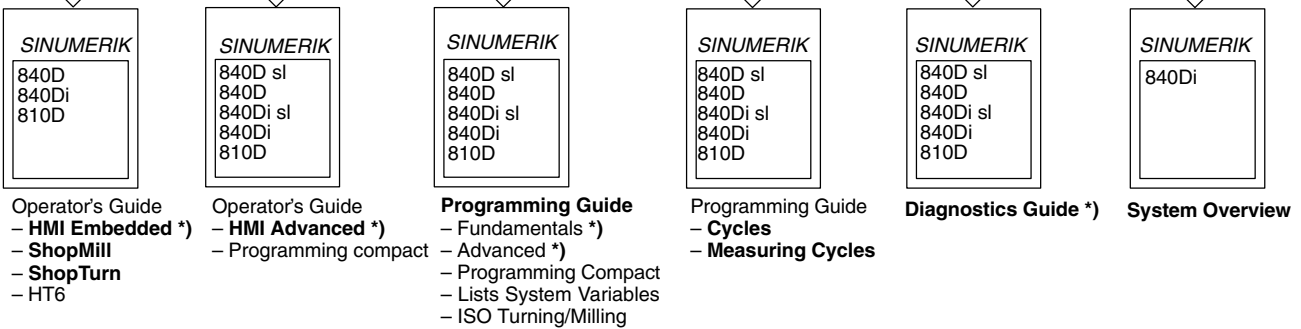 SINUMERIK
840D
840Di
810D
Operator's Guide
– HMI Embedded *)
– ShopMill
– ShopTurn
– HT6
SINUMERIK
840D sl
840D
840Di sl
840Di
810D
Operator's Guide
– HMI Advanced *)
– Programming compact
SINUMERIK
840D sl
840D
840Di sl
840Di
810D
Programming Guide
– Fundamentals *)
– Advanced *)
– Programming Compact
– Lists System Variables
– ISO Turning/Milling
SINUMERIK
840D sl
840D
840Di sl
840Di
810D
Programming Guide
– Cycles
– Measuring Cycles
SINUMERIK
840D sl
840D
840Di sl
840Di
810D
Diagnostics Guide *)
SINUMERIK
840Di
System Overview